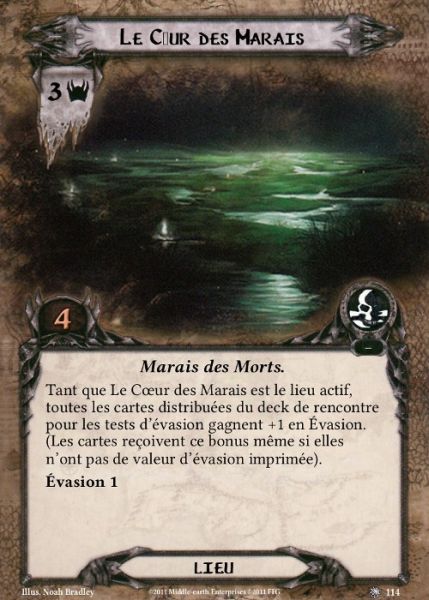 Le Cœur des Marais
3
4
Marais des Morts.
Tant que Le Cœur des Marais est le lieu actif,
toutes les cartes distribuées du deck de rencontre
pour les tests d'évasion gagnent +1 en Évasion.
(Les cartes reçoivent ce bonus même si elles
n'ont pas de valeur d'évasion imprimée).
Évasion 1
LIEU
Illus. Noah Bradley
©2011 Middle-earth Enterprises ©2011 FFG
114